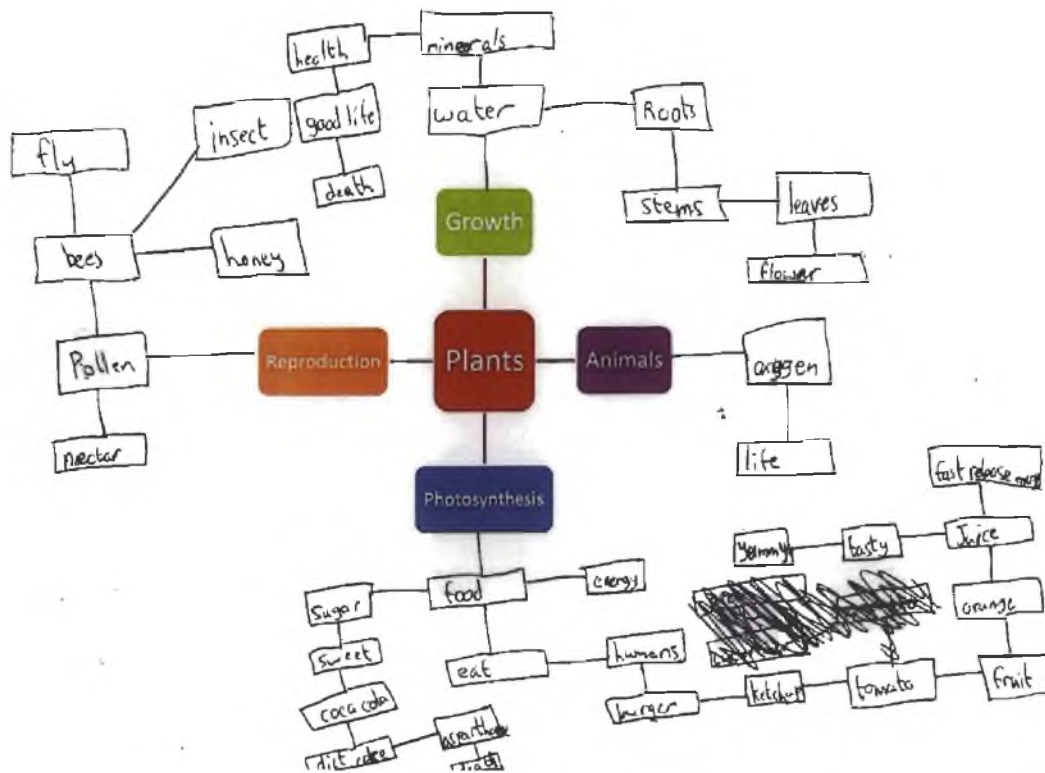 minerals
health
water
Roots
good life
insect
fly
death
stems
leaves
Growth
bees
honey
flower
Pollen
Reproduction
Plants
Animals
oxygen
nectar
life
Photosynthesis
fast release
Juice
tasty
yummy
food
energy
sugar
orange
sweet
eat
humans
coca cola
burger
ketchup
tomato
fruit
diet coke